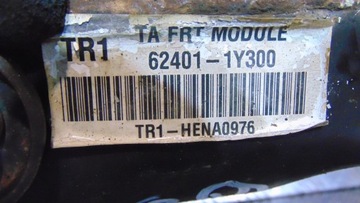 TR1 TA FRT MODULE
62401-1Y300
TR1-HENA0976